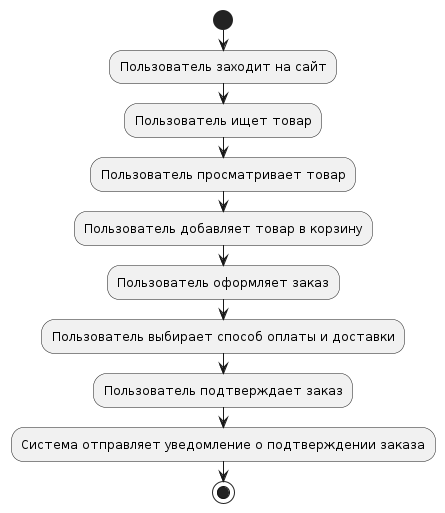 Пользователь заходит на сайт
Пользователь ищет товар
Пользователь просматривает товар
Пользователь добавляет товар в корзину
Пользователь оформляет заказ
Пользователь выбирает способ оплаты и доставки
Пользователь подтверждает заказ
Система отправляет уведомление о подтверждении заказа